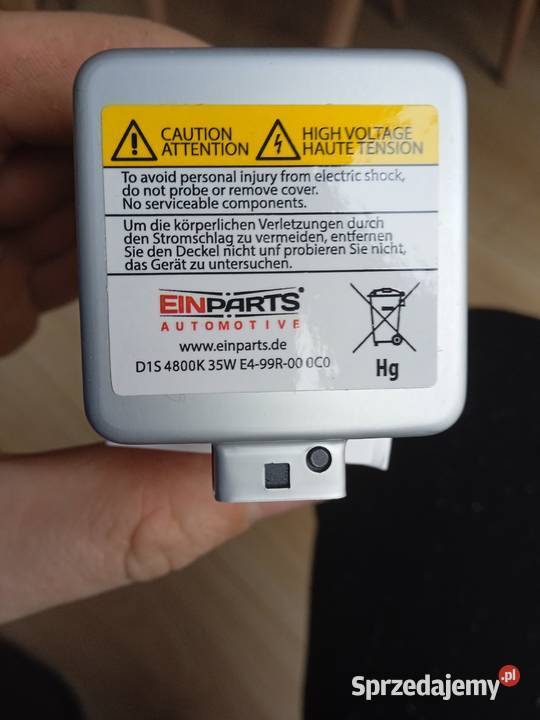 CAUTION
ATTENTION
HIGH VOLTAGE
HAUTE TENSION
To avoid personal injury from electric shock,
do not probe or remove cover.
No serviceable components.
Um die körperlichen Verletzungen durch
den Stromschlag zu vermeiden, entfernen
Sie den Deckel nicht unf probieren Sie nicht,
das Gerät zu untersuchen.
EINPARTS®
AUTOMOTIVE
www.einparts.de
D1S 4800K 35W E4-99R-00 0C0
Hg
Sprzedajemy.pl